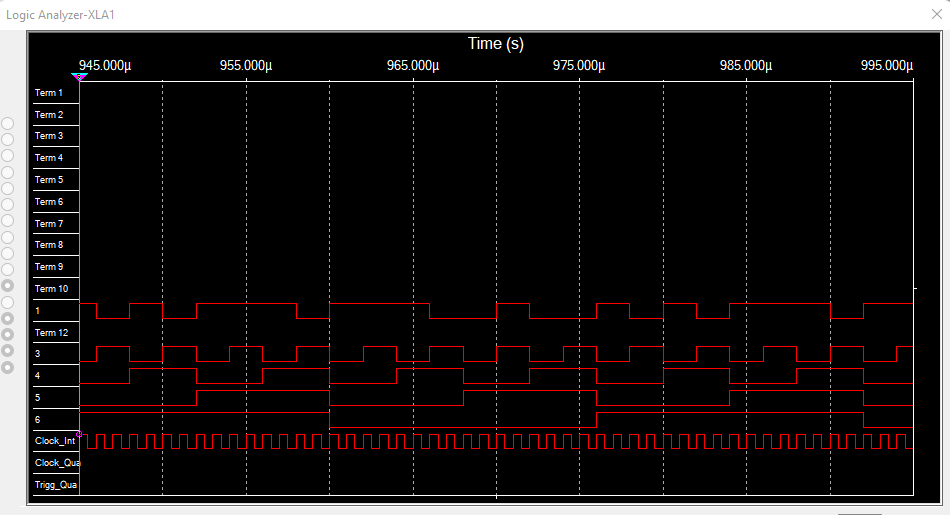 Logic Analyzer-XLA1
Time (s)
945.000µ 955.000µ 965.000µ 975.000µ 985.000µ 995.000µ
Term 1
Term 2
Term 3
Term 4
Term 5
Term 6
Term 7
Term 8
Term 9
Term 10
1
Term 12
3
4
5
6
Clock_Int
Clock_Qua
Trigg_Qua